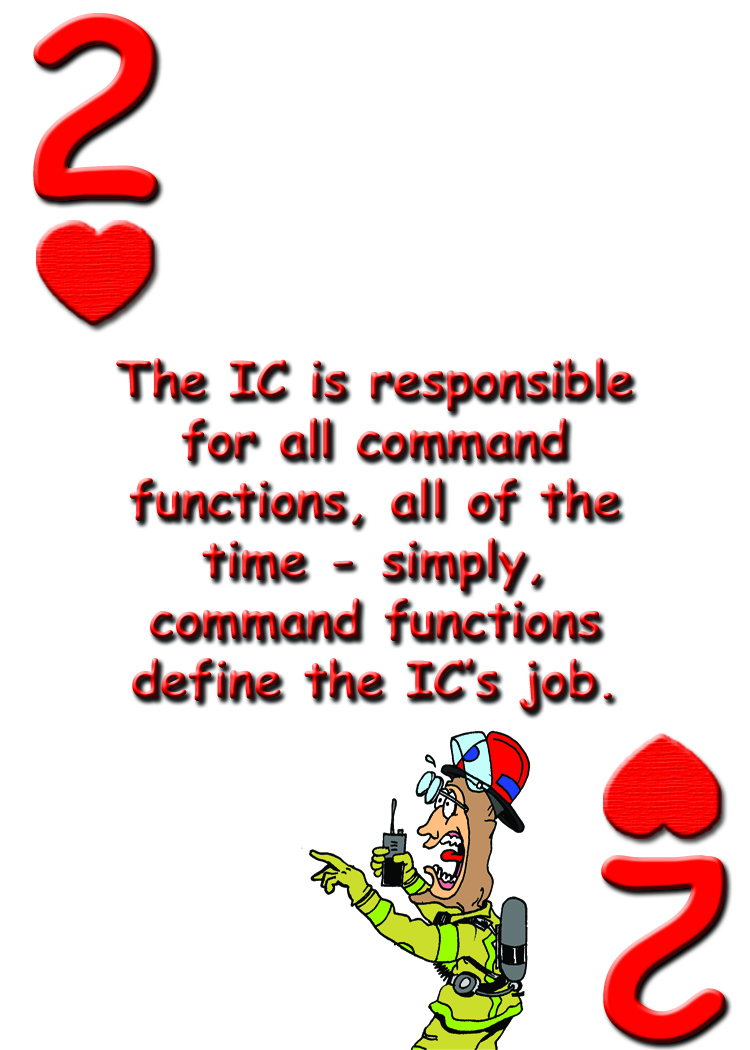 2
The IC is responsible
for all command
functions, all of the
time – simply,
command functions
define the IC's job.
2